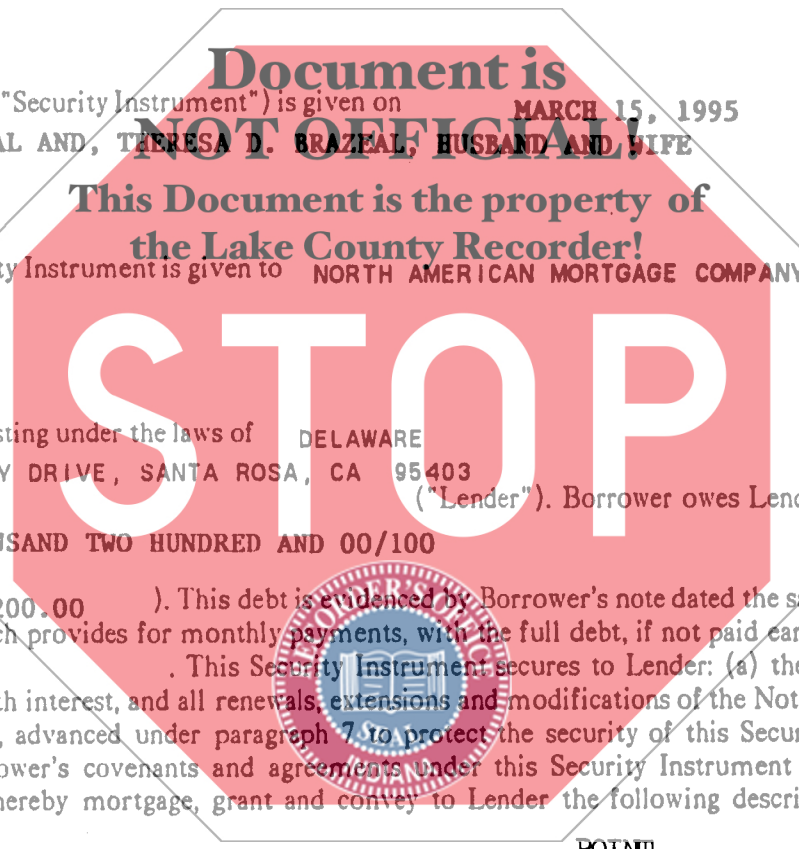 Document is
"Security Instrument") is given on MARCH 15, 1995
AL AND, THERESA D. BRAZEAL, HUSBAND AND WIFE
NOT OFFICIAL!
This Document is the property of
the Lake County Recorder!
ty Instrument is given to NORTH AMERICAN MORTGAGE COMPANY
STOP
sting under the laws of DELAWARE
Y DRIVE, SANTA ROSA, CA 95403
("Lender"). Borrower owes Lend
USAND TWO HUNDRED AND 00/100
200.00 ). This debt is evidenced by Borrower's note dated the sa
ch provides for monthly payments, with the full debt, if not paid ear
. This Security Instrument secures to Lender: (a) the
th interest, and all renewals, extensions and modifications of the Not
, advanced under paragraph 7 to protect the security of this Secur
ower's covenants and agreements under this Security Instrument
hereby mortgage, grant and convey to Lender the following descri
RECORDER'S OFFICE
SEAL
INDIANA
POINT